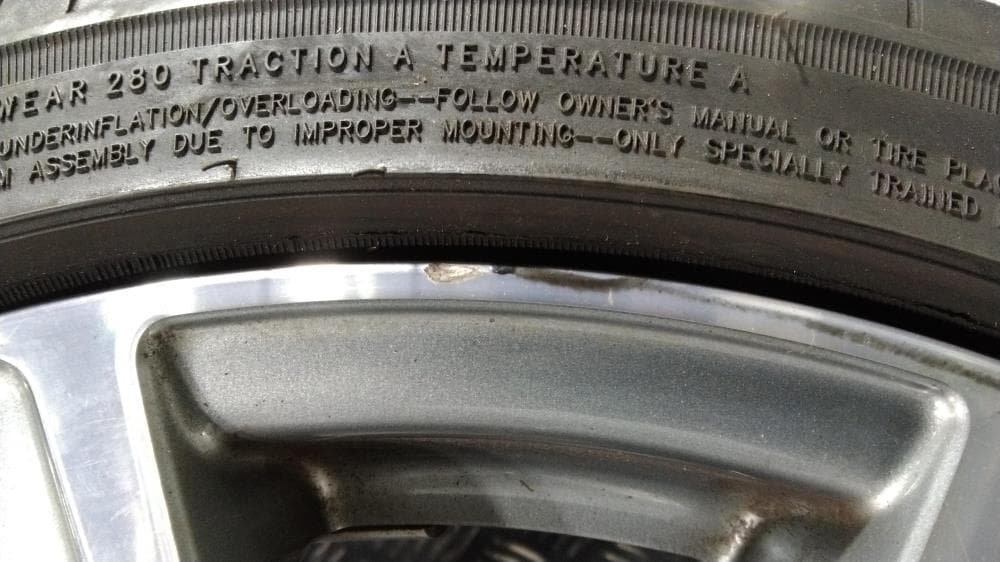 WEAR 280 TRACTION A TEMPERATURE A
UNDERINFLATION/OVERLOADING--FOLLOW OWNER'S MANUAL OR TIRE PLAC
M ASSEMBLY DUE TO IMPROPER MOUNTING--ONLY SPECIALLY TRAINED